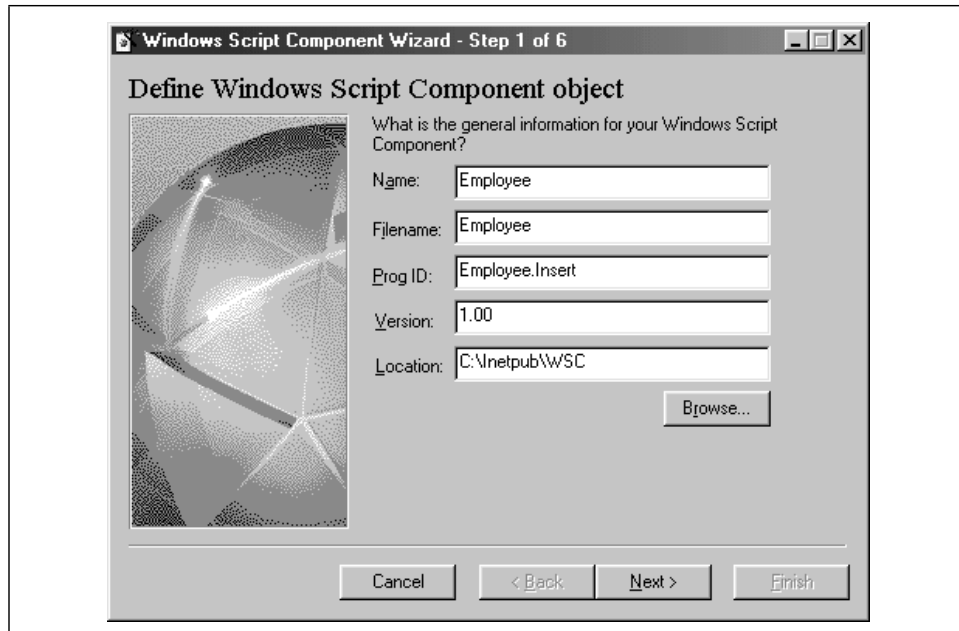 Windows Script Component Wizard - Step 1 of 6
Define Windows Script Component object
What is the general information for your Windows Script
Component?
Name: Employee
Filename: Employee
Prog ID: Employee.Insert
Version: 1.00
Location: C:\Inetpub\WSC
Browse...
Cancel < Back Next > Finish